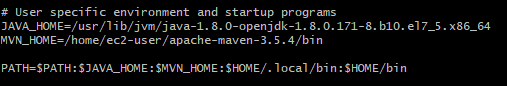 # User specific environment and startup programs
JAVA_HOME=/usr/lib/jvm/java-1.8.0-openjdk-1.8.0.171-8.b10.el7_5.x86_64
MVN_HOME=/home/ec2-user/apache-maven-3.5.4/bin
PATH=$PATH:$JAVA_HOME:$MVN_HOME:$HOME/.local/bin:$HOME/bin